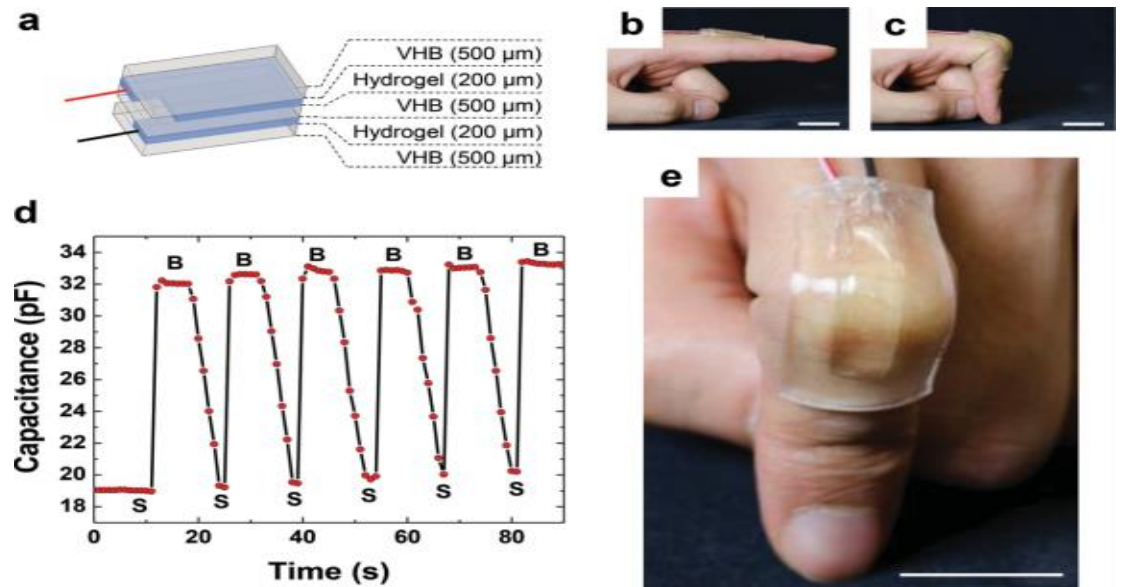 a
VHB (500 µm)
Hydrogel (200 µm)
VHB (500 µm)
Hydrogel (200 µm)
VHB (500 µm)
b
c
d
34
32
30
28
26
24
22
20
18
Capacitance (pF)
B
B
B
B
B
B
S
S
S
S
S
S
0
20
40
60
80
Time (s)
e